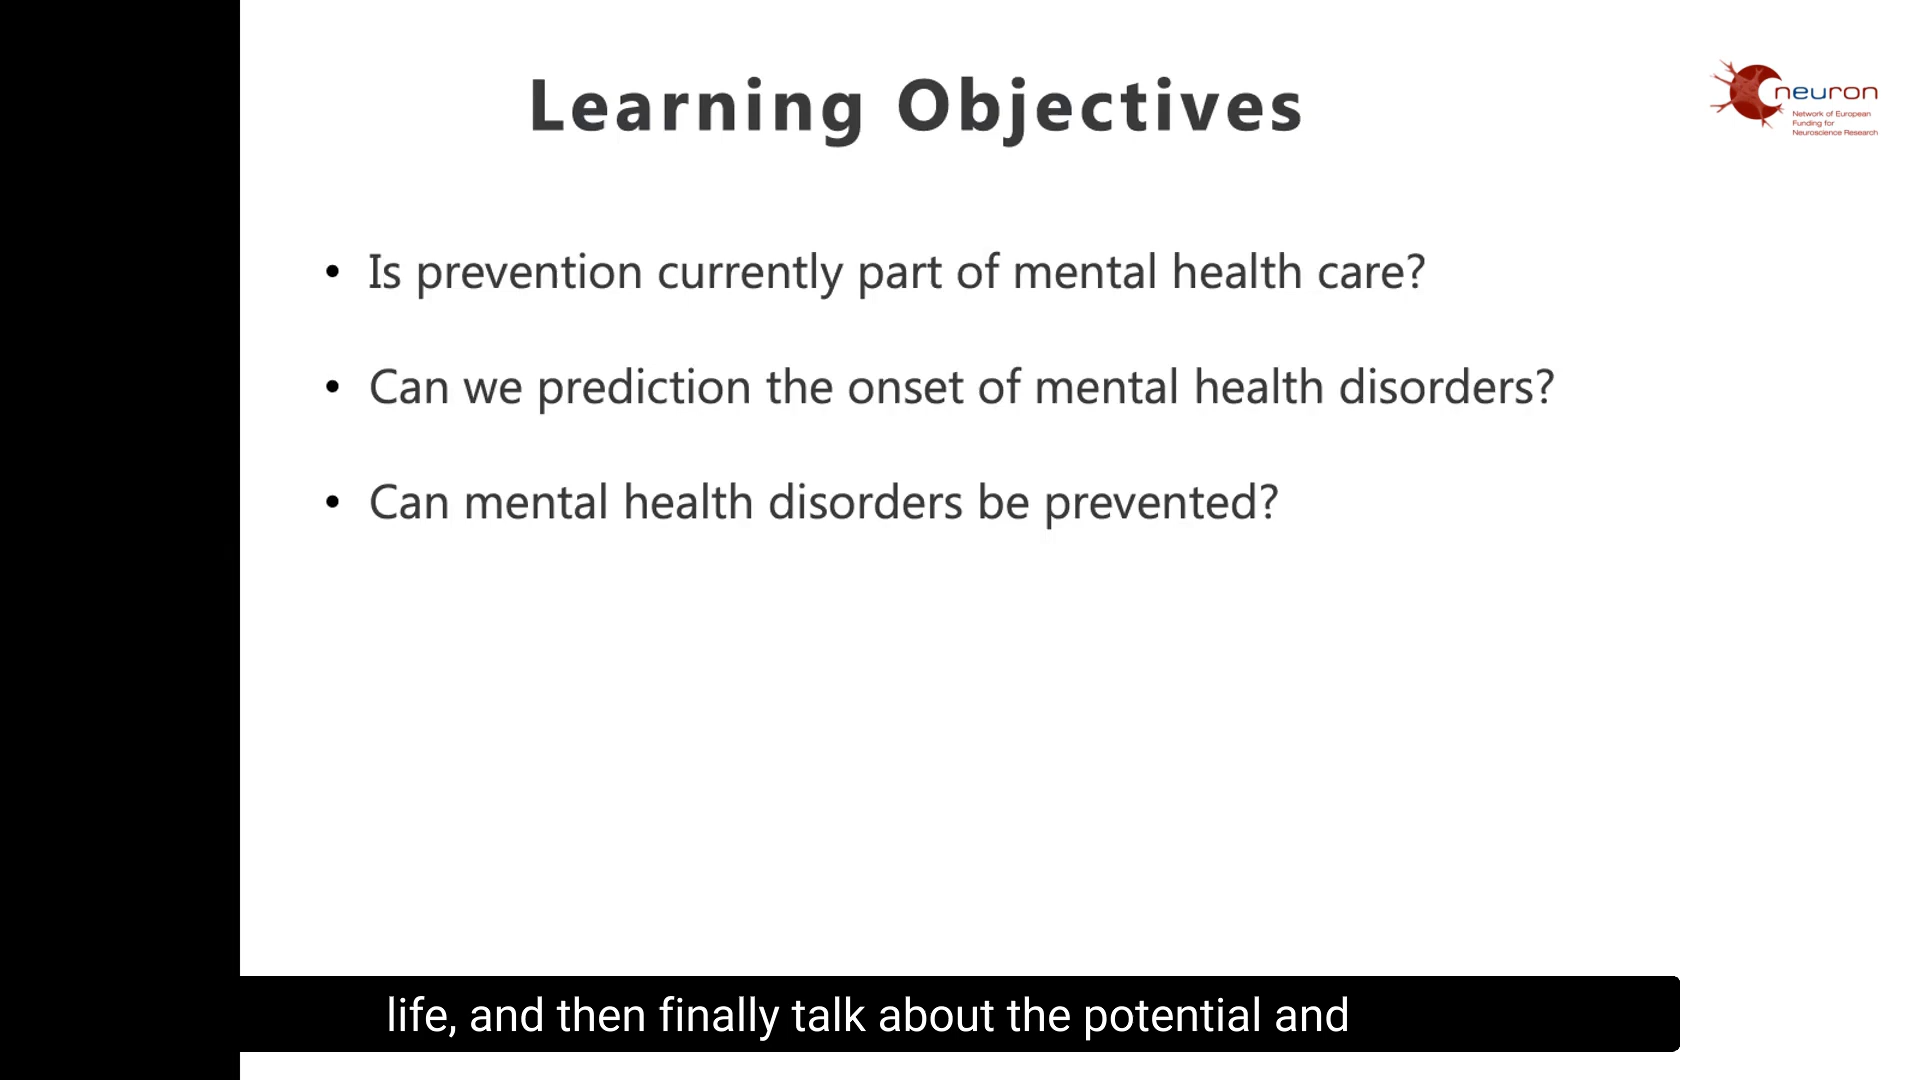 Learning Objectives
neuron
Network of European
Funding for
Neuroscience Research
• Is prevention currently part of mental health care?
• Can we prediction the onset of mental health disorders?
• Can mental health disorders be prevented?
life, and then finally talk about the potential and